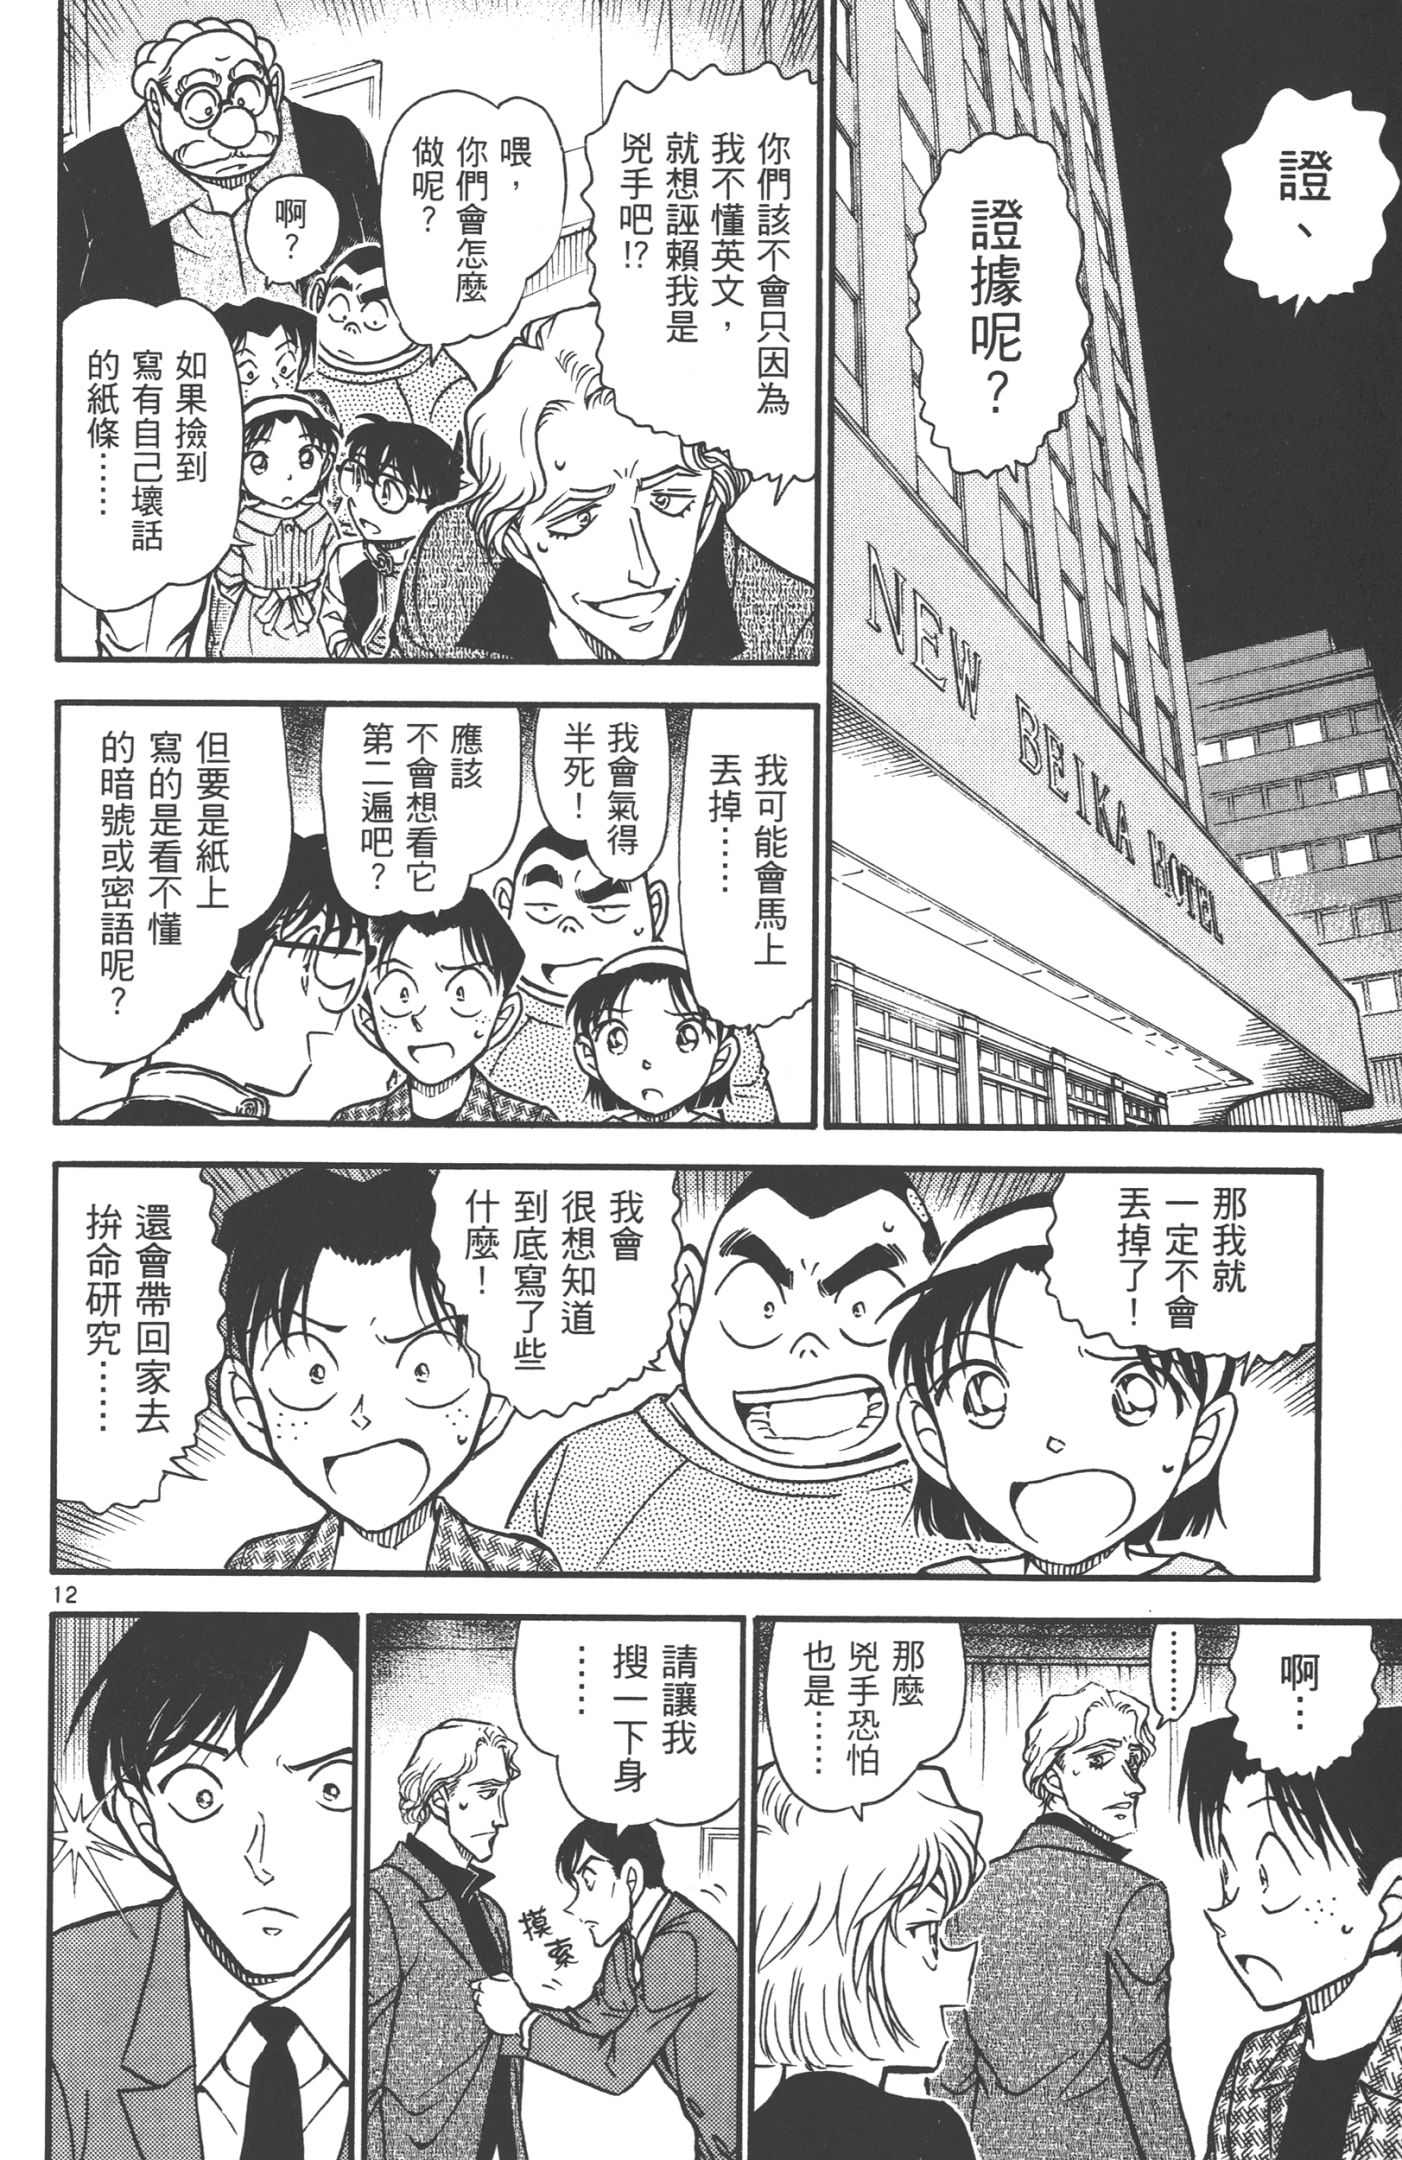 證、
證據呢？
NEW BEIKA HOTEL
你們該不會只因為
我不懂英文，
就想誣賴我是
兇手吧!?
喂，
你們會怎麼
做呢？
啊？
如果撿到
寫有自己壞話
的紙條……
我可能會馬上
丟掉……
我會氣得
半死！
應該
不會想看它
第二遍吧？
但要是紙上
寫的是看不懂
的暗號或密語呢？
那我就
一定不會
丟掉了！
我會
很想知道
到底寫了些
什麼！
還會帶回家去
拚命研究……
12
啊…
……
那麼
兇手恐怕
也是……
請讓我
搜一下身
……
摸索